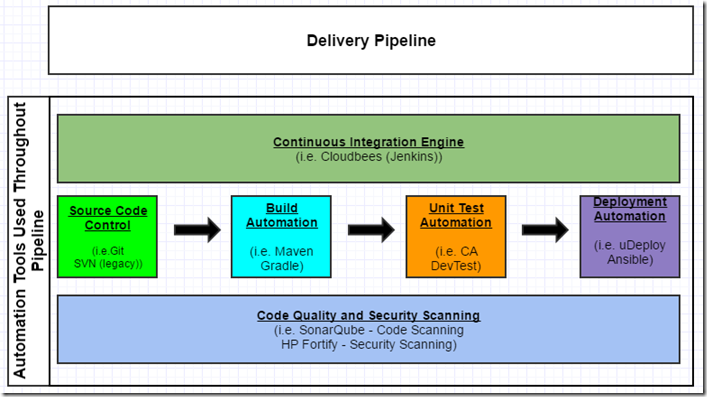 Delivery Pipeline
Automation Tools Used Throughout
Pipeline
Continuous Integration Engine
(i.e. Cloudbees (Jenkins))
Source Code
Control
(i.e.Git
SVN (legacy))
Build
Automation
(i.e. Maven
Gradle)
Unit Test
Automation
(i.e. CA
DevTest)
Deployment
Automation
(i.e. uDeploy
Ansible)
Code Quality and Security Scanning
(i.e. SonarQube - Code Scanning
HP Fortify - Security Scanning)